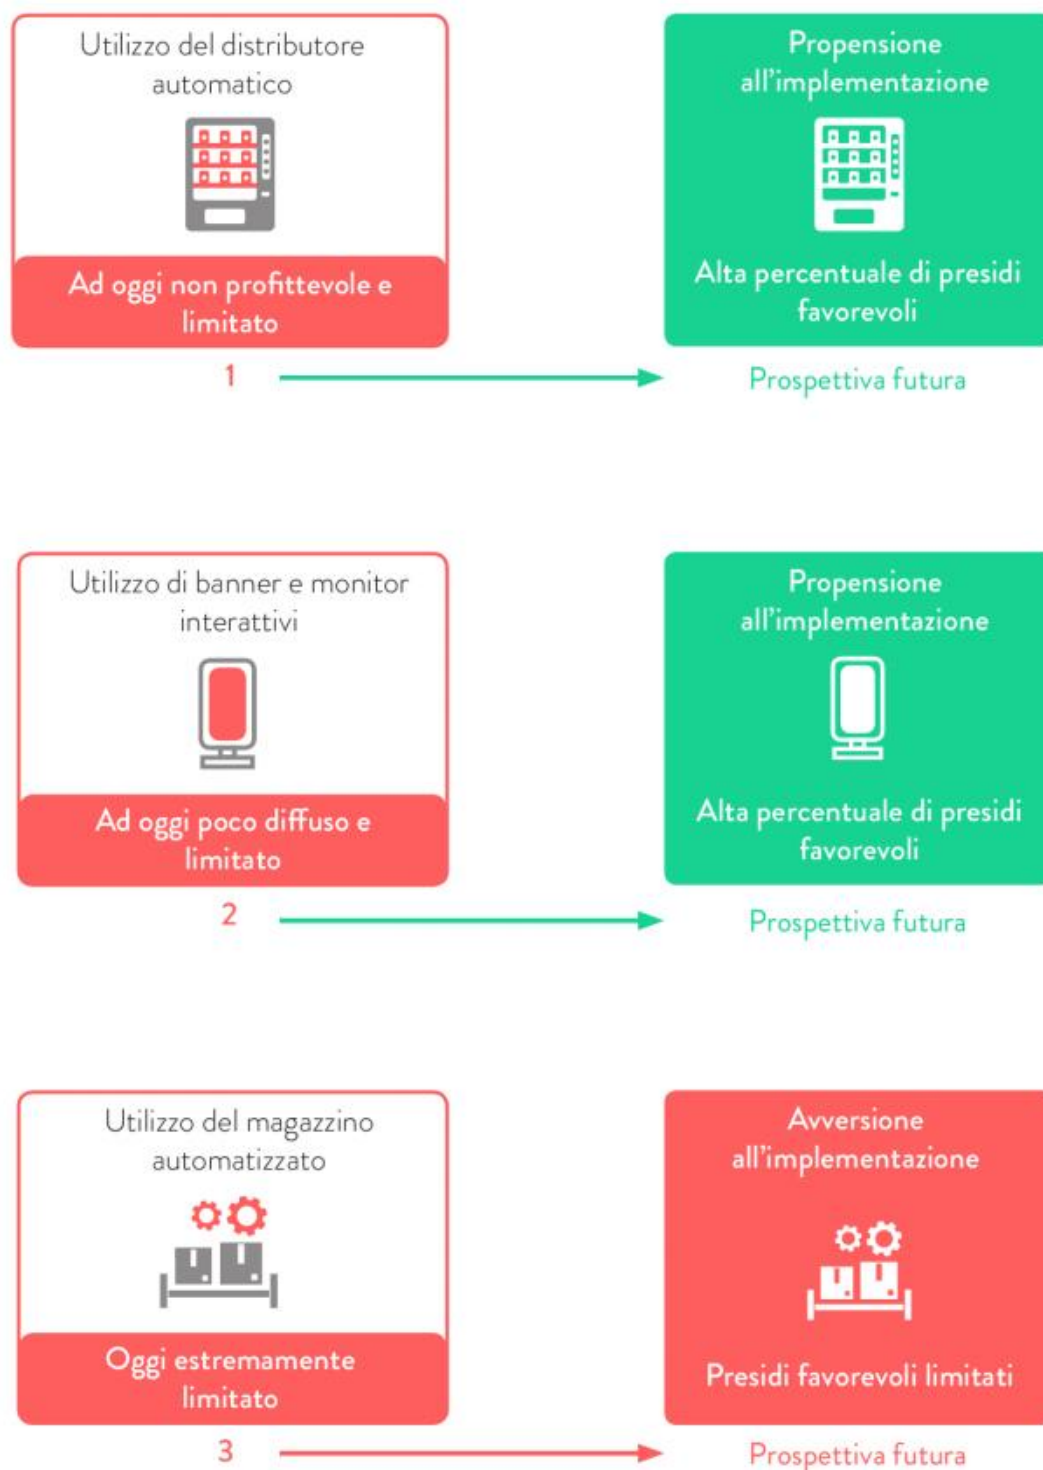 Utilizzo del distributore
automatico
Ad oggi non profittevole e
limitato
1
Propensione
all'implementazione
Alta percentuale di presidi
favorevoli
Prospettiva futura
Utilizzo di banner e monitor
interattivi
Ad oggi poco diffuso e
limitato
2
Propensione
all'implementazione
Alta percentuale di presidi
favorevoli
Prospettiva futura
Utilizzo del magazzino
automatizzato
Oggi estremamente
limitato
3
Avversione
all'implementazione
Presidi favorevoli limitati
Prospettiva futura